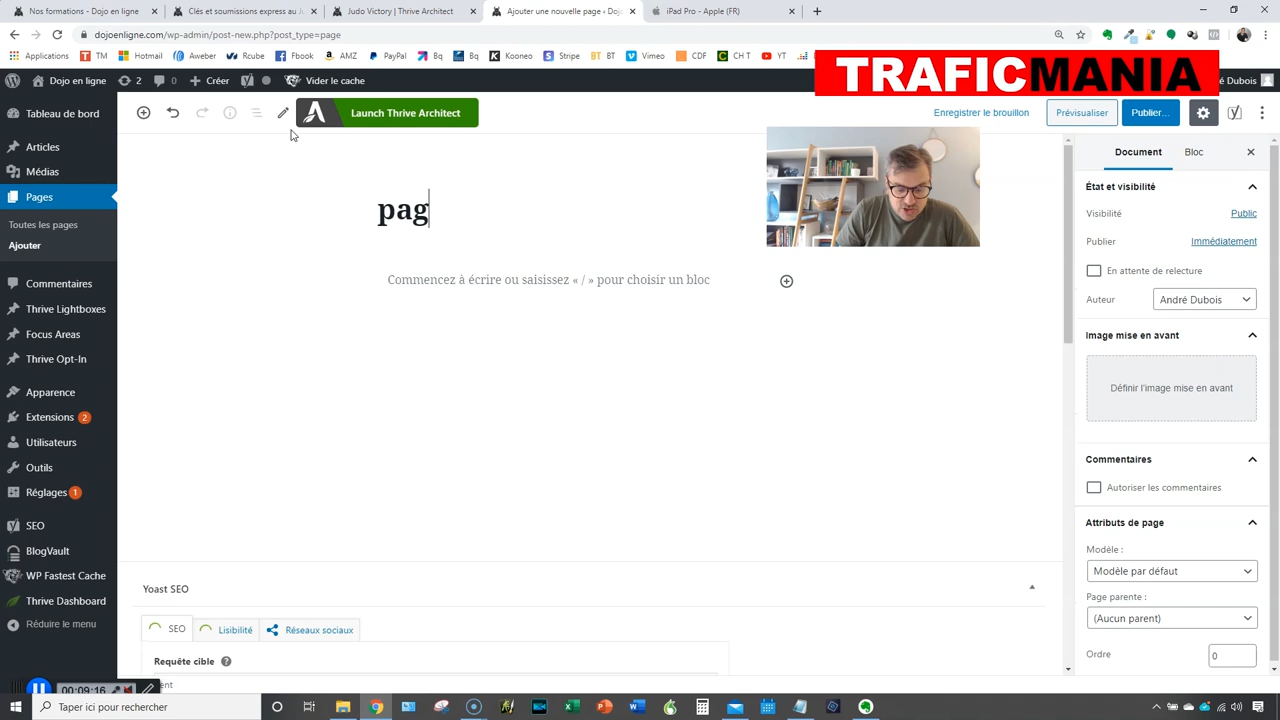 Nos formations – Dojo en ligne
Clés et soumissions express au Ju
Judo Victory | Thrive Architect
Ajouter une nouvelle page ‹ Dojo
iPad Pro - Apple (FR)
dojoenligne.com/wp-admin/post-new.php?post_type=page
Applications
Hotmail
Aweber
Rcube
Ebook
AMZ
PayPal
Bq
Bq
Kooneo
Stripe
BT
BT
Vimeo
CDF
CH T
YT
TRAFICMANIA
Dojo en ligne
2
0
Créer
Vider le cache
é Dubois
Tableau de bord
Articles
Médias
Pages
Toutes les pages
Ajouter
Commentaires
Thrive Lightboxes
Focus Areas
Thrive Opt-In
Apparence
Extensions 2
Utilisateurs
Outils
Réglages 1
SEO
BlogVault
WP Fastest Cache
Thrive Dashboard
Réduire le menu
Launch Thrive Architect
Enregistrer le brouillon
Prévisualiser
Publier…
pag
Commencez à écrire ou saisissez « / » pour choisir un bloc
Yoast SEO
SEO
Lisibilité
Réseaux sociaux
Requête cible
ent
Document
Bloc
État et visibilité
Visibilité
Public
Publier
Immédiatement
En attente de relecture
Auteur
André Dubois
Image mise en avant
Définir l'image mise en avant
Commentaires
Autoriser les commentaires
Attributs de page
Modèle :
Modèle par défaut
Page parente :
(Aucun parent)
Ordre
0
00:09:16
Taper ici pour rechercher